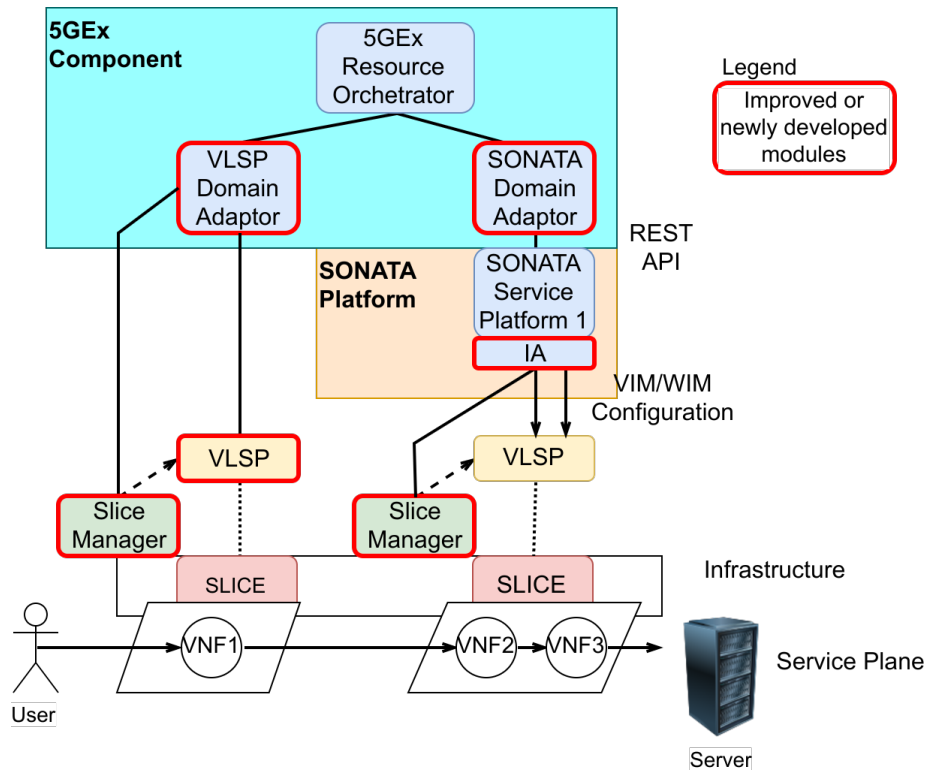 5GEx
Component
5GEx
Resource
Orchetrator
Legend
Improved or
newly developed
modules
VLSP
Domain
Adaptor
SONATA
Domain
Adaptor
REST
API
SONATA
Platform
SONATA
Service
Platform 1
IA
VIM/WIM
Configuration
VLSP
VLSP
Slice
Manager
Slice
Manager
SLICE
SLICE
Infrastructure
VNF1
VNF2
VNF3
Service Plane
User
Server